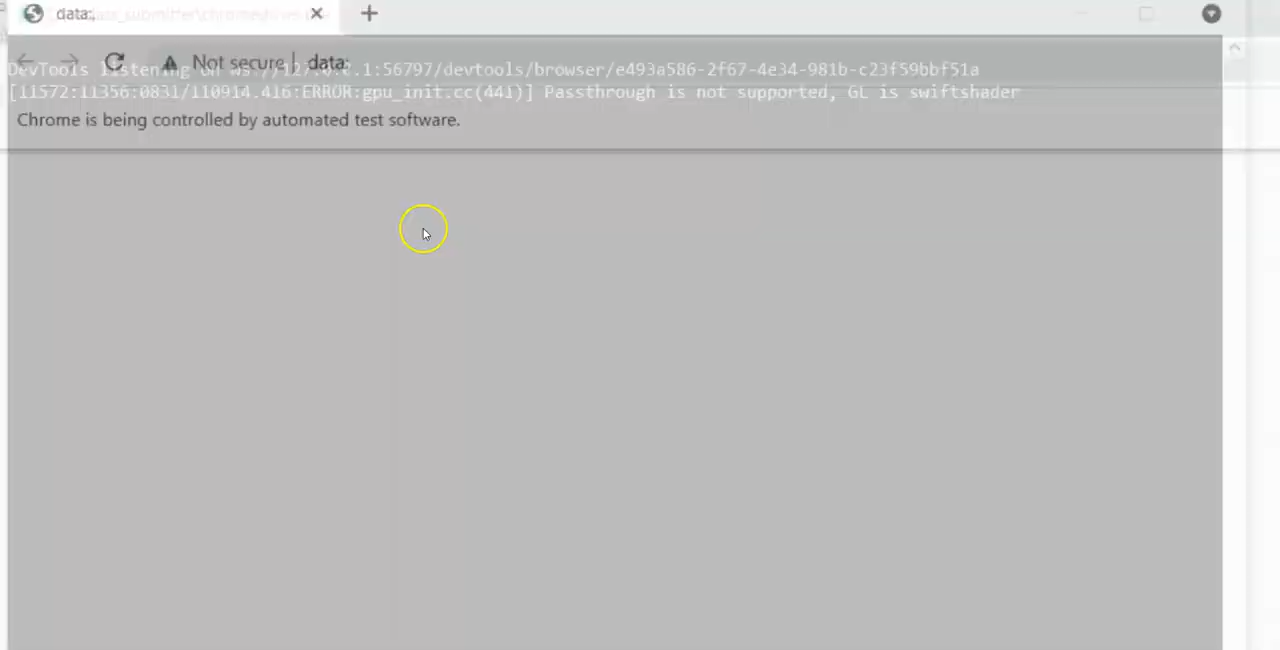 data:,
Not secure | data:
DevTools listening on ws://127.0.0.1:56797/devtools/browser/e493a586-2f67-4e34-981b-c23f59bbf51a
[11572:11356:0831/110914.416:ERROR:gpu_init.cc(441)] Passthrough is not supported, GL is swiftshader
Chrome is being controlled by automated test software.